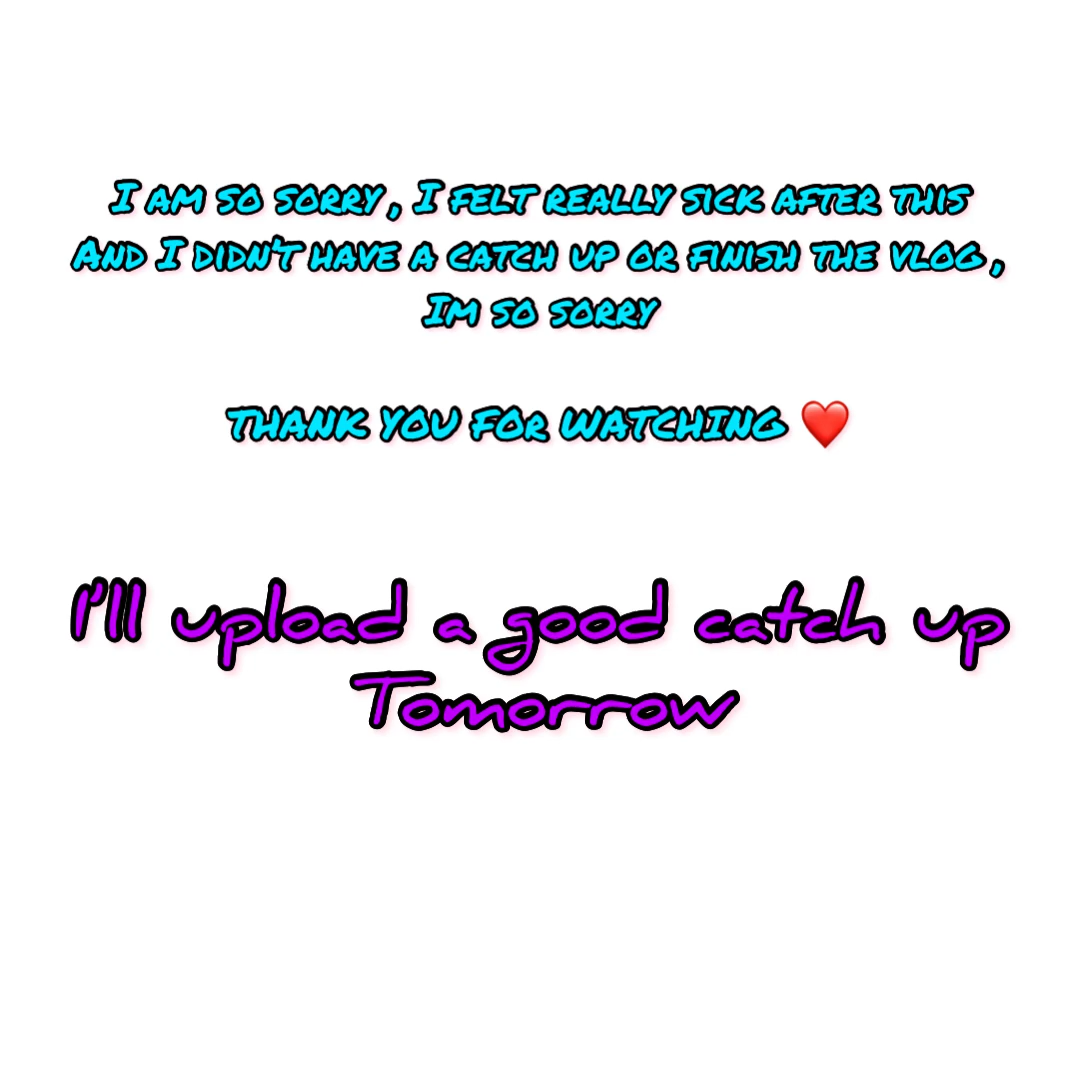 I am so sorry , I felt really sick after this
And I didn't have a catch up or finish the vlog ,
Im so sorry
THANK YOU FOr WATCHING ❤️
I'll upload a good catch up
Tomorrow